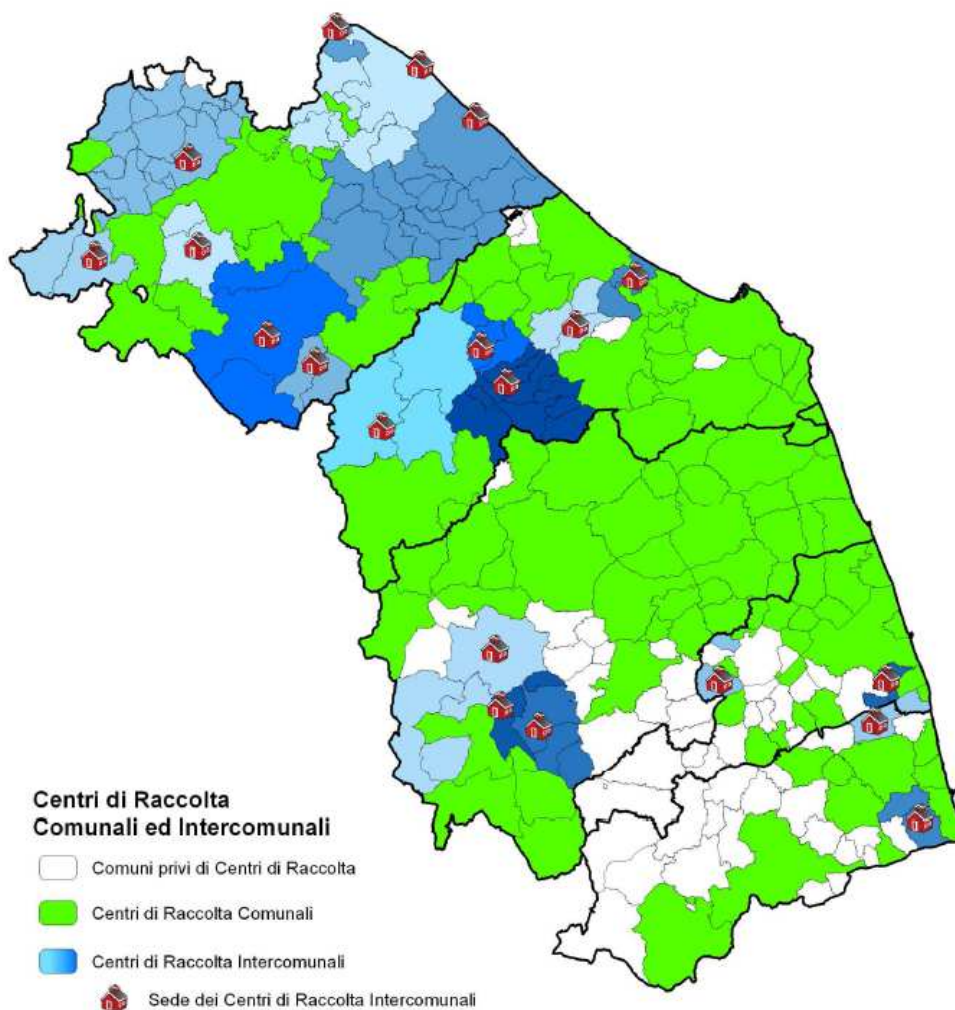 Centri di Raccolta
Comunali ed Intercomunali
Comuni privi di Centri di Raccolta
Centri di Raccolta Comunali
Centri di Raccolta Intercomunali
Sede dei Centri di Raccolta Intercomunali